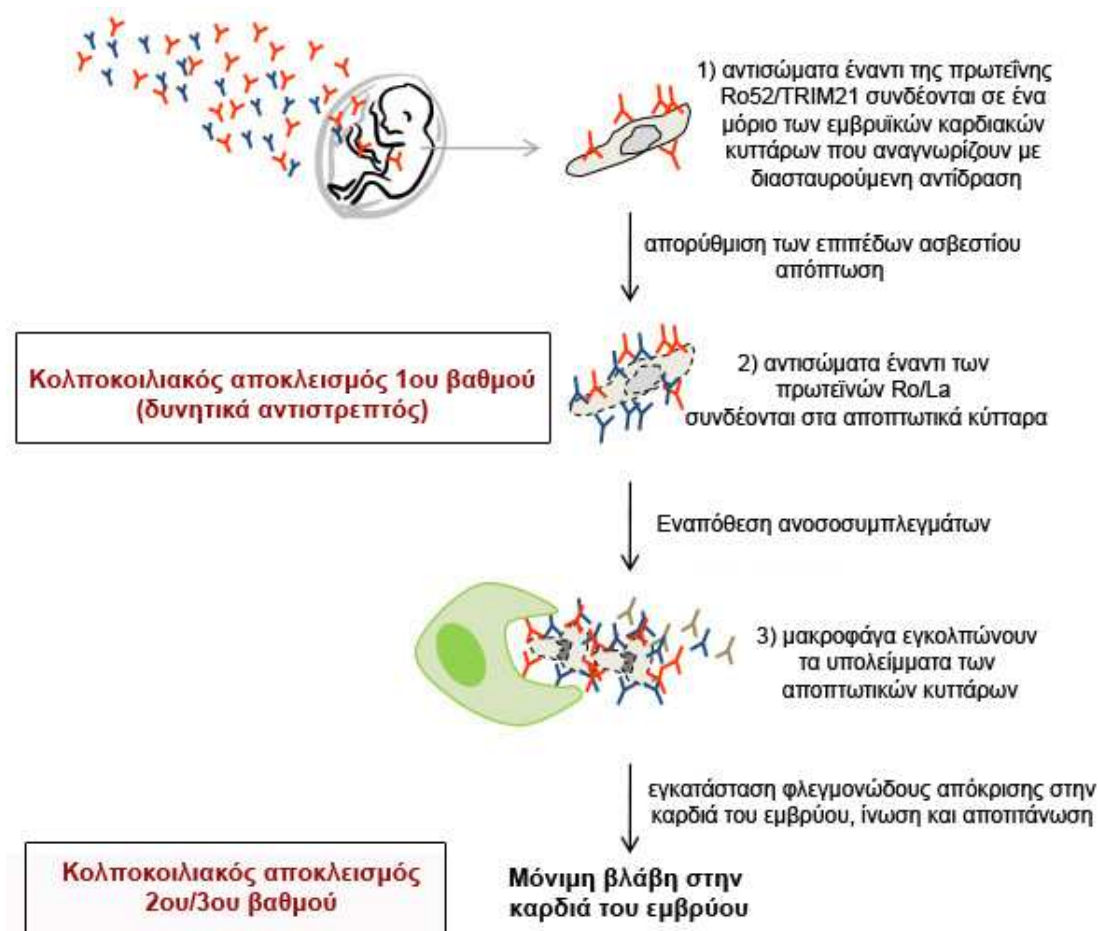 1) αντισώματα έναντι της πρωτεΐνης
Ro52/TRIM21 συνδέονται σε ένα
μόριο των εμβρυϊκών καρδιακών
κυττάρων που αναγνωρίζουν με
διασταυρούμενη αντίδραση
απορύθμιση των επιπέδων ασβεστίου
απόπτωση
Κολποκοιλιακός αποκλεισμός 1ου βαθμού
(δυνητικά αντιστρεπτός)
2) αντισώματα έναντι των
πρωτεϊνών Ro/La
συνδέονται στα αποπτωτικά κύτταρα
Εναπόθεση ανοσοσυμπλεγμάτων
3) μακροφάγα εγκολπώνουν
τα υπολείμματα των
αποπτωτικών κυττάρων
εγκατάσταση φλεγμονώδους απόκρισης στην
καρδιά του εμβρύου, ίνωση και αποτιτάνωση
Κολποκοιλιακός αποκλεισμός
2ου/3ου βαθμού
Μόνιμη βλάβη στην
καρδιά του εμβρύου